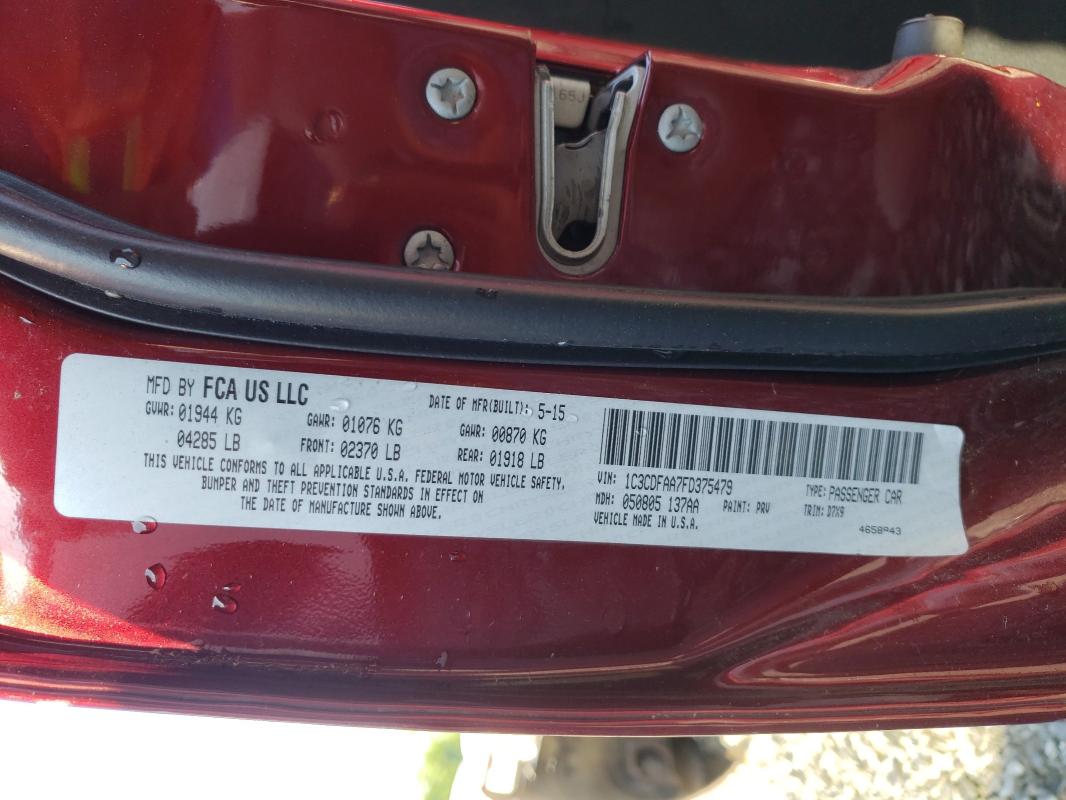 65J
MFD BY FCA US LLC
DATE OF MFR(BUILT): 5-15
GVWR: 01944 KG
GAWR: 01076 KG
GAWR: 00870 KG
04285 LB
FRONT: 02370 LB
REAR: 01918 LB
THIS VEHICLE CONFORMS TO ALL APPLICABLE U.S.A. FEDERAL MOTOR VEHICLE SAFETY,
BUMPER AND THEFT PREVENTION STANDARDS IN EFFECT ON
THE DATE OF MANUFACTURE SHOWN ABOVE.
VIN: 1C3CDFAA7FD375479
TYPE: PASSENGER CAR
MDH: 050805 137AA
PAINT: PRV
TRIM: D7X9
VEHICLE MADE IN U.S.A.
4658943